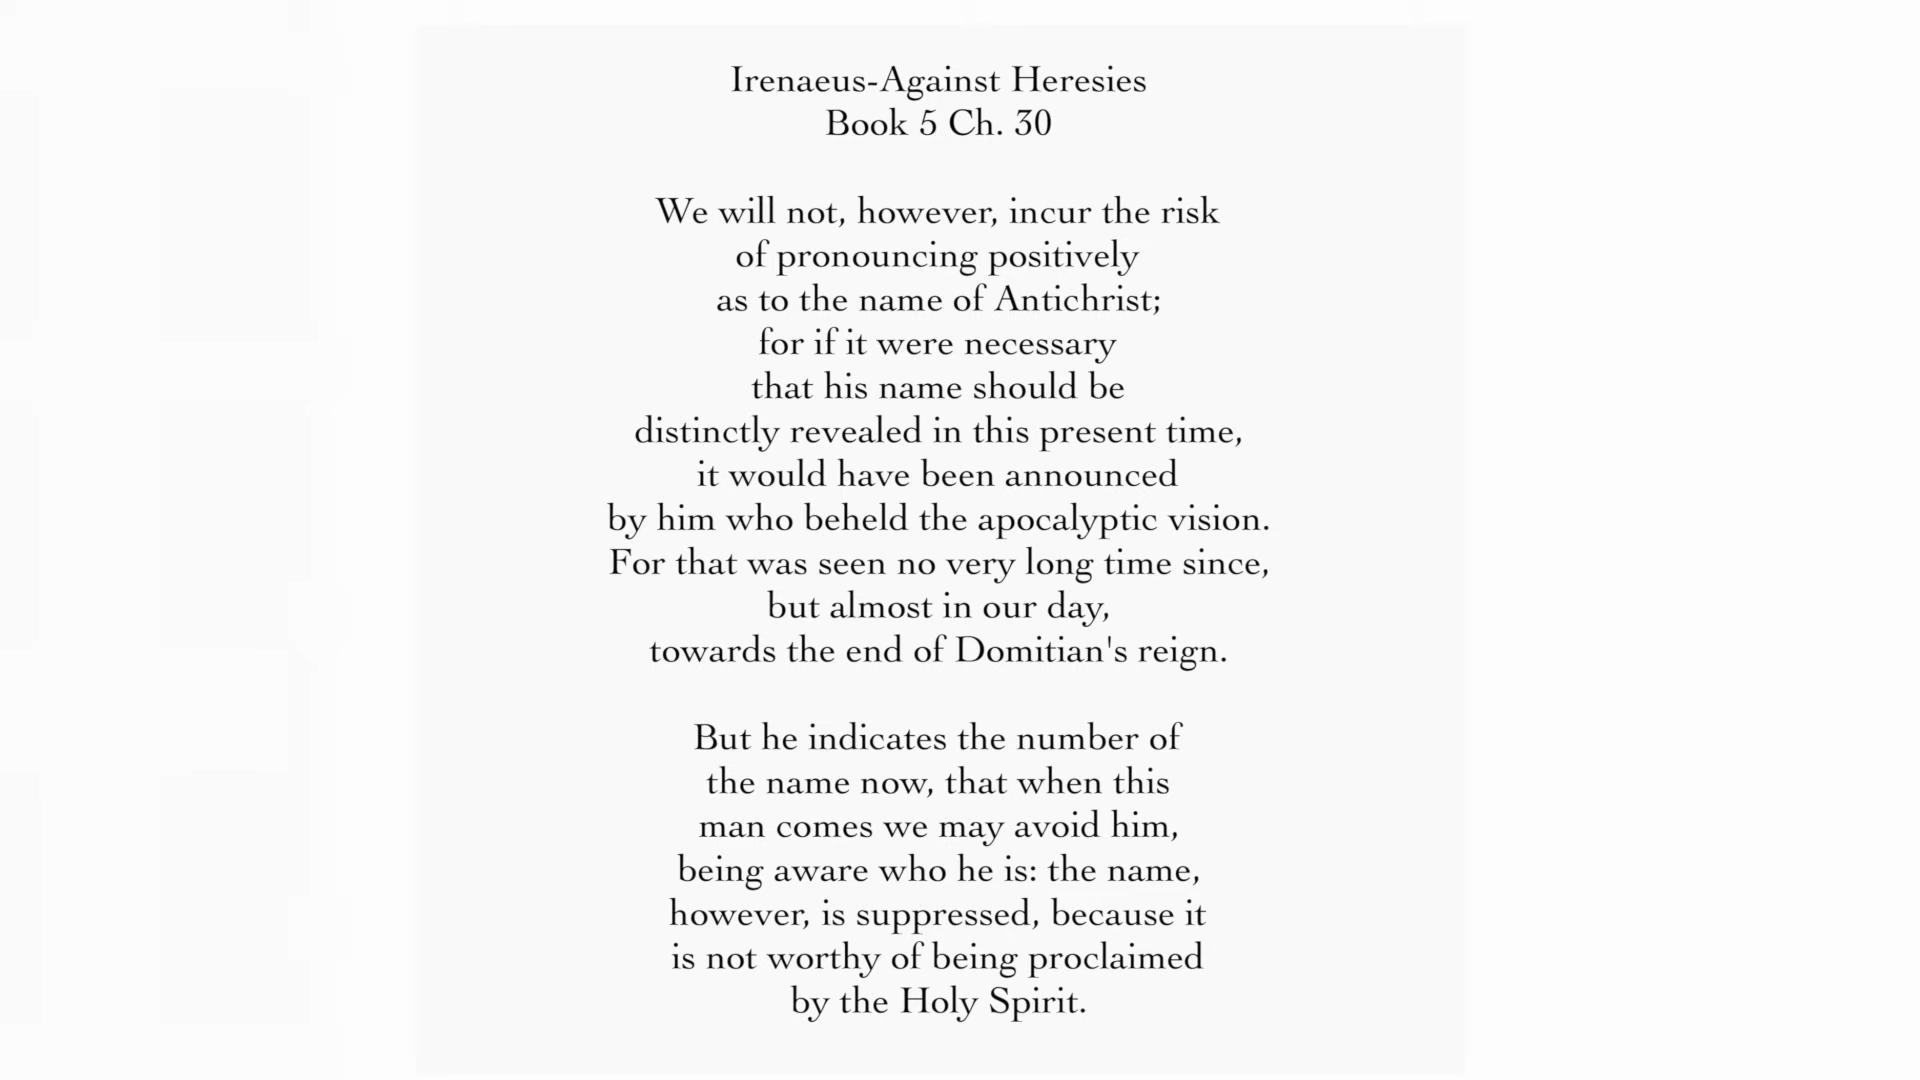 Irenaeus-Against Heresies
Book 5 Ch. 30
We will not, however, incur the risk
of pronouncing positively
as to the name of Antichrist;
for if it were necessary
that his name should be
distinctly revealed in this present time,
it would have been announced
by him who beheld the apocalyptic vision.
For that was seen no very long time since,
but almost in our day,
towards the end of Domitian's reign.
But he indicates the number of
the name now, that when this
man comes we may avoid him,
being aware who he is: the name,
however, is suppressed, because it
is not worthy of being proclaimed
by the Holy Spirit.